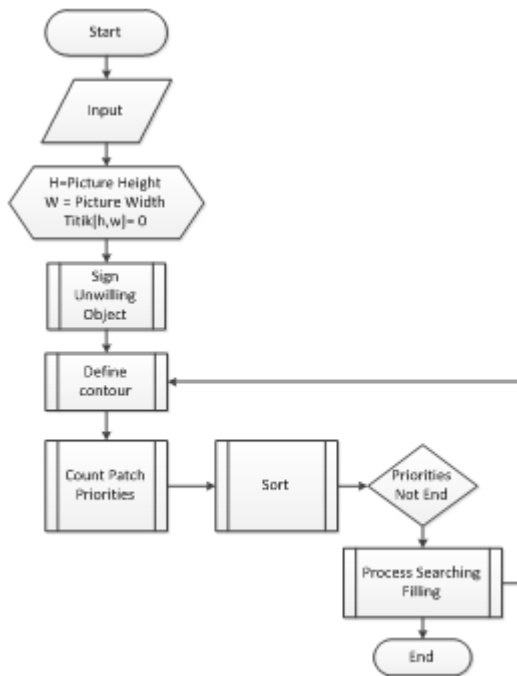 Start
Input
H=Picture Height
W = Picture Width
Titik|h,w|= 0
Sign
Unwilling
Object
Define
contour
Count Patch
Priorities
Sort
Priorities
Not End
Process Searching
Filling
End